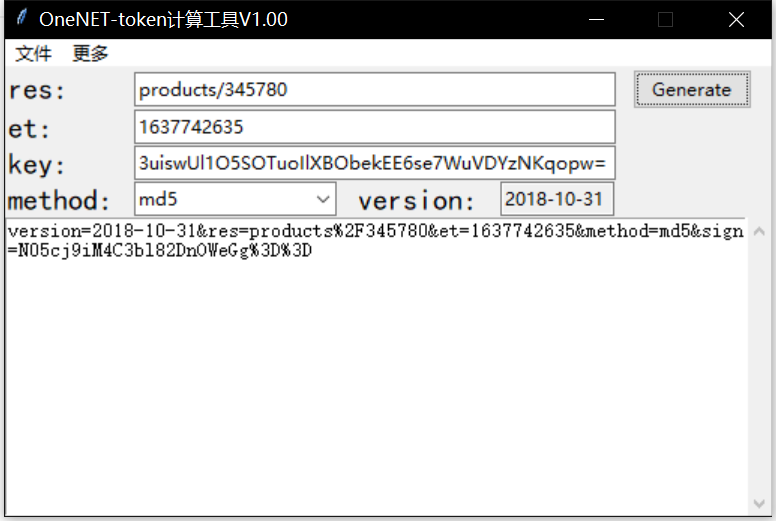 OneNET-token计算工具V1.00
文件 更多
res: products/345780 Generate
et: 1637742635
key: 3uiswUl1O5SOTuoIlXBObekEE6se7WuVDYzNKqopw=
method: md5 version: 2018-10-31
version=2018-10-31&res=products%2F345780&et=1637742635&method=md5&sign
=N05cj9iM4C3bl82DnOWeGg%3D%3D